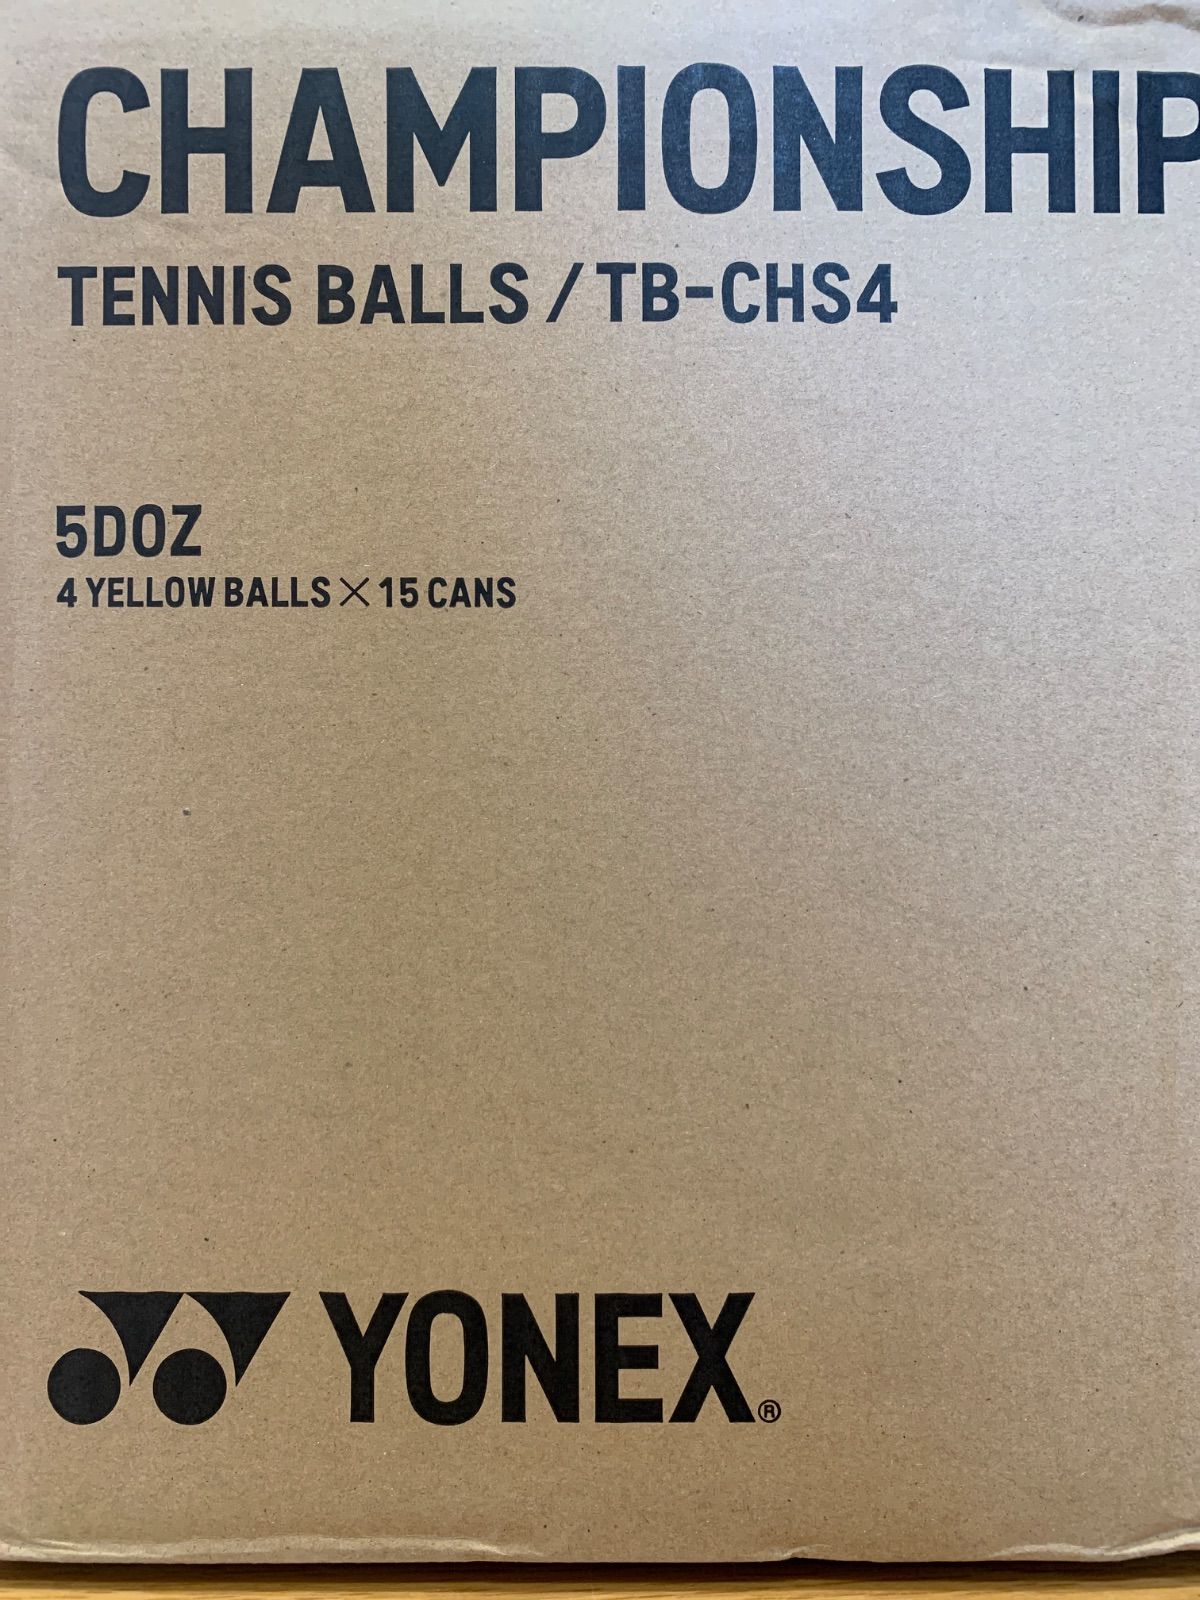 CHAMPIONSHIP
TENNIS BALLS / TB-CHS4
5DOZ
4 YELLOW BALLS × 15 CANS
YONEX®